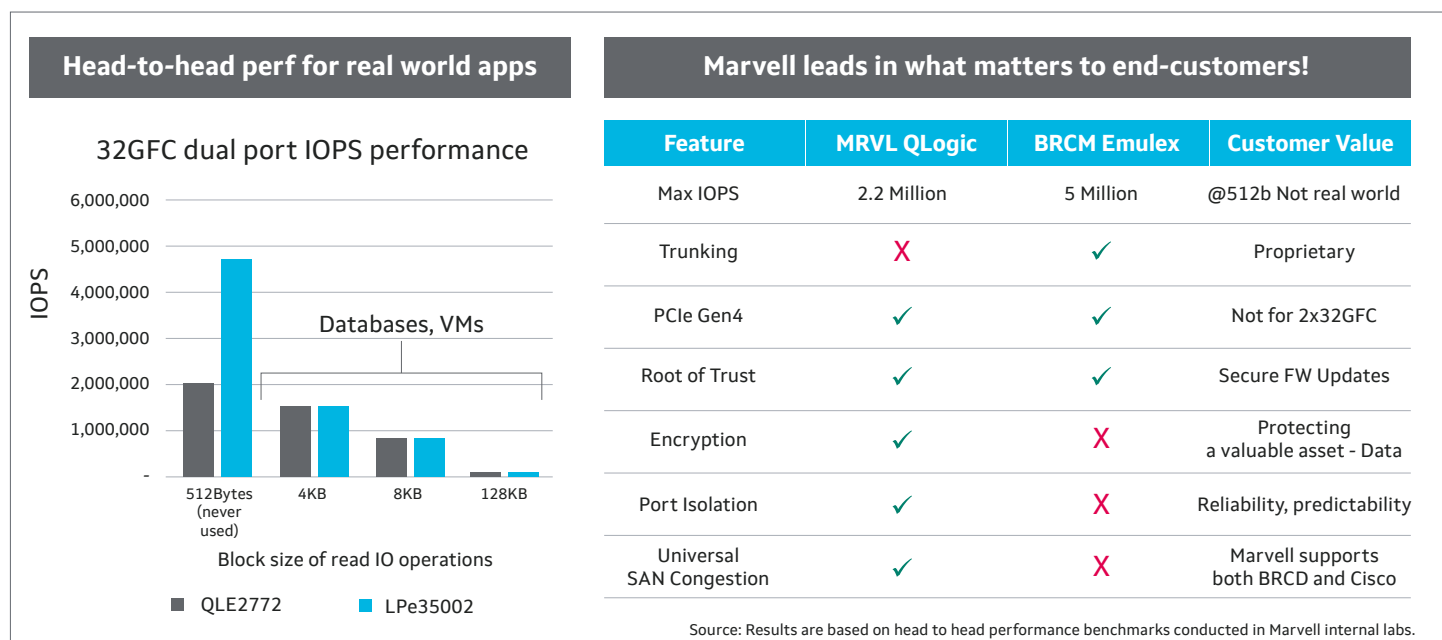 Head-to-head perf for real world apps
32GFC dual port IOPS performance
IOPS
6,000,000
5,000,000
4,000,000
3,000,000
2,000,000
1,000,000
-
Databases, VMs
512Bytes
(never
used)
4KB
8KB
128KB
Block size of read IO operations
QLE2772
LPe35002
Marvell leads in what matters to end-customers!
Feature MRVL QLogic BRCM Emulex Customer Value
Max IOPS 2.2 Million 5 Million @512b Not real world
Trunking X ✓ Proprietary
PCIe Gen4 ✓ ✓ Not for 2x32GFC
Root of Trust ✓ ✓ Secure FW Updates
Encryption ✓ X Protecting
a valuable asset - Data
Port Isolation ✓ X Reliability, predictability
Universal
SAN Congestion ✓ X Marvell supports
both BRCD and Cisco
Source: Results are based on head to head performance benchmarks conducted in Marvell internal labs.